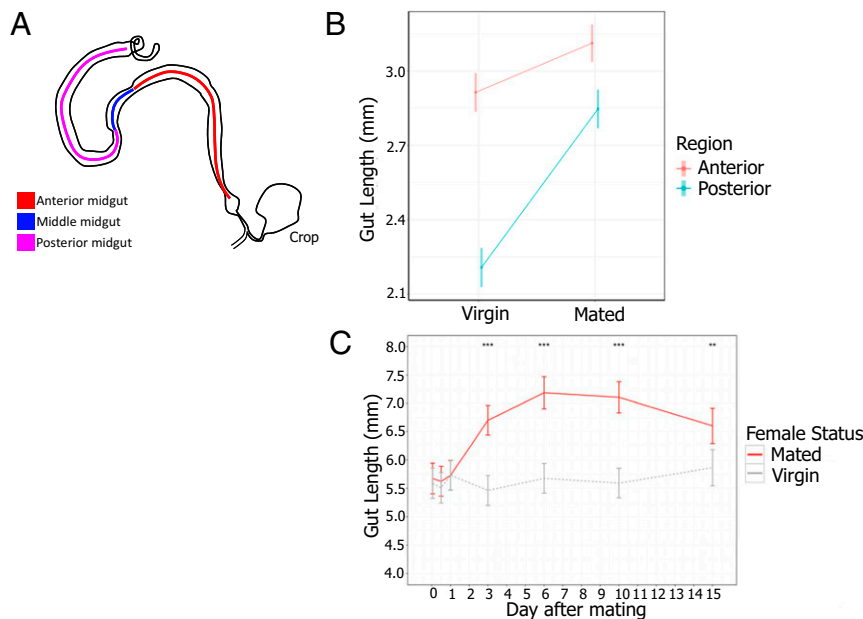 A
Anterior midgut
Middle midgut
Posterior midgut
Crop
B
Gut Length (mm)
3.0
2.7
2.4
2.1
Virgin Mated
Region
Anterior
Posterior
C
*** *** *** **
Gut Length (mm)
8.0
7.5
7.0
6.5
6.0
5.5
5.0
4.5
4.0
0 1 2 3 4 5 6 7 8 9 10 11 12 13 14 15
Day after mating
Female Status
Mated
Virgin